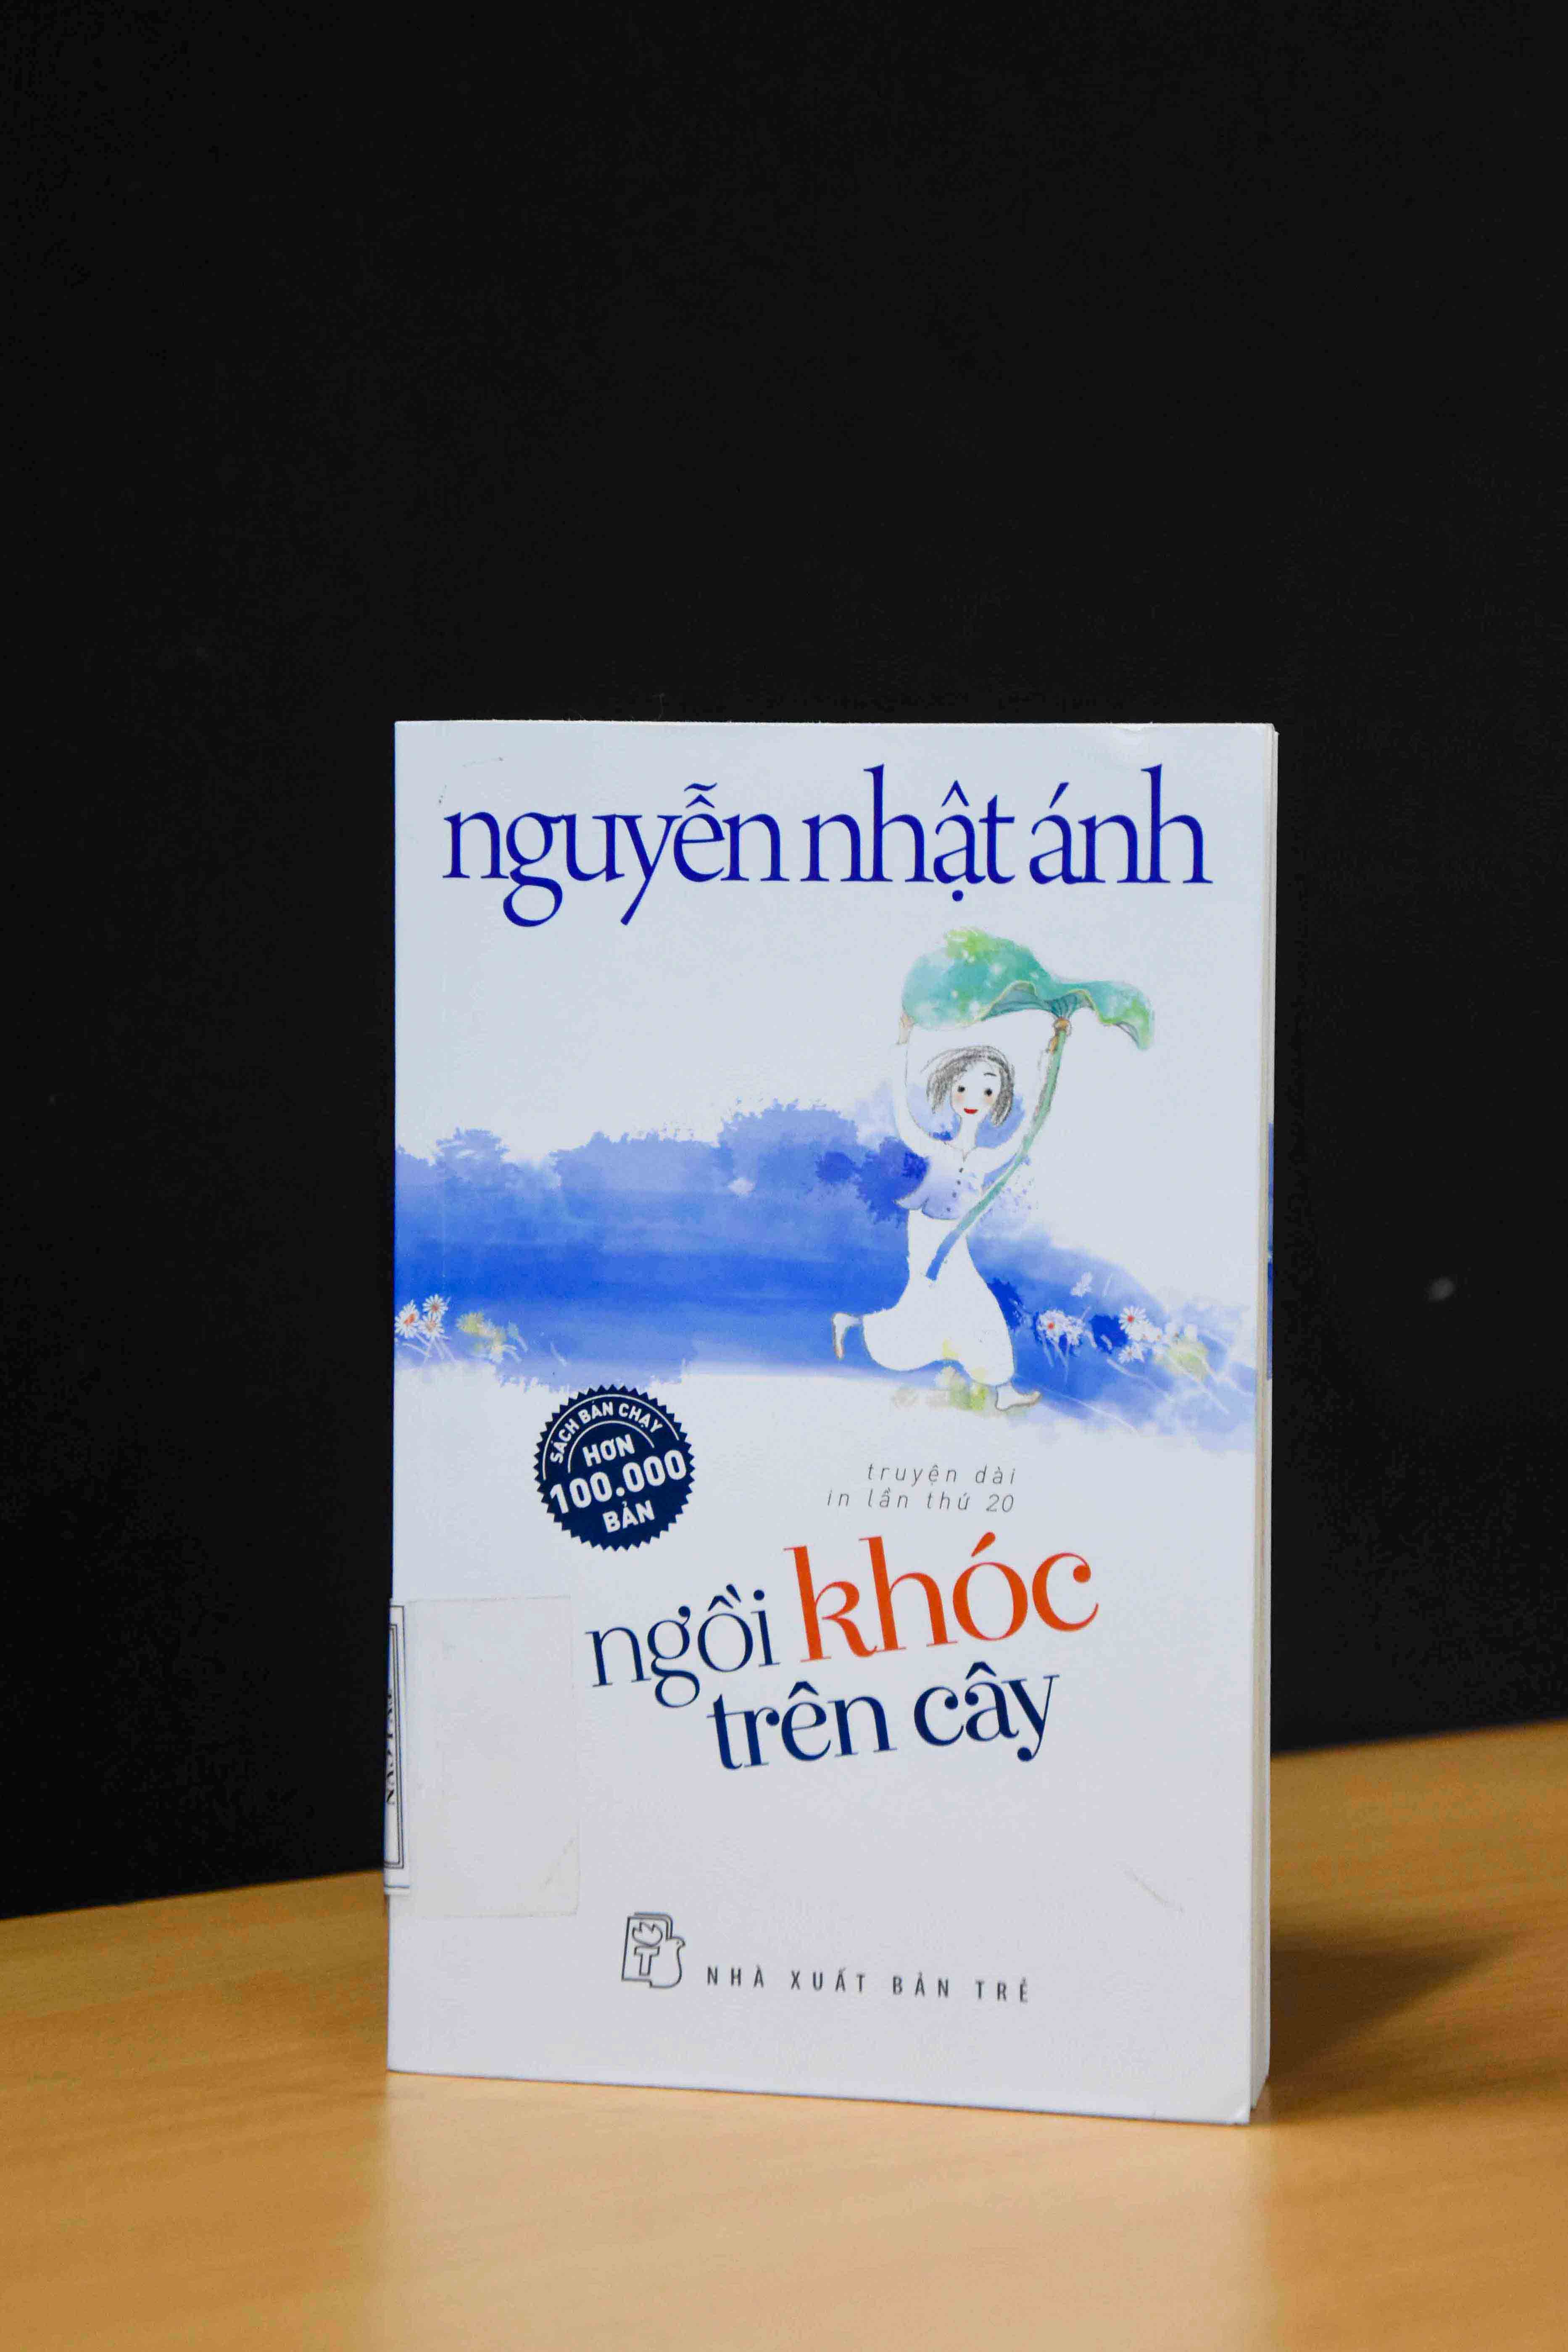 nguyễn nhật ánh
SÁCH BÁN CHẠY
HƠN
100.000
BẢN
truyện dài
in lần thứ 20
ngồi khóc
trên cây
NHÀ XUẤT BẢN TRẺ